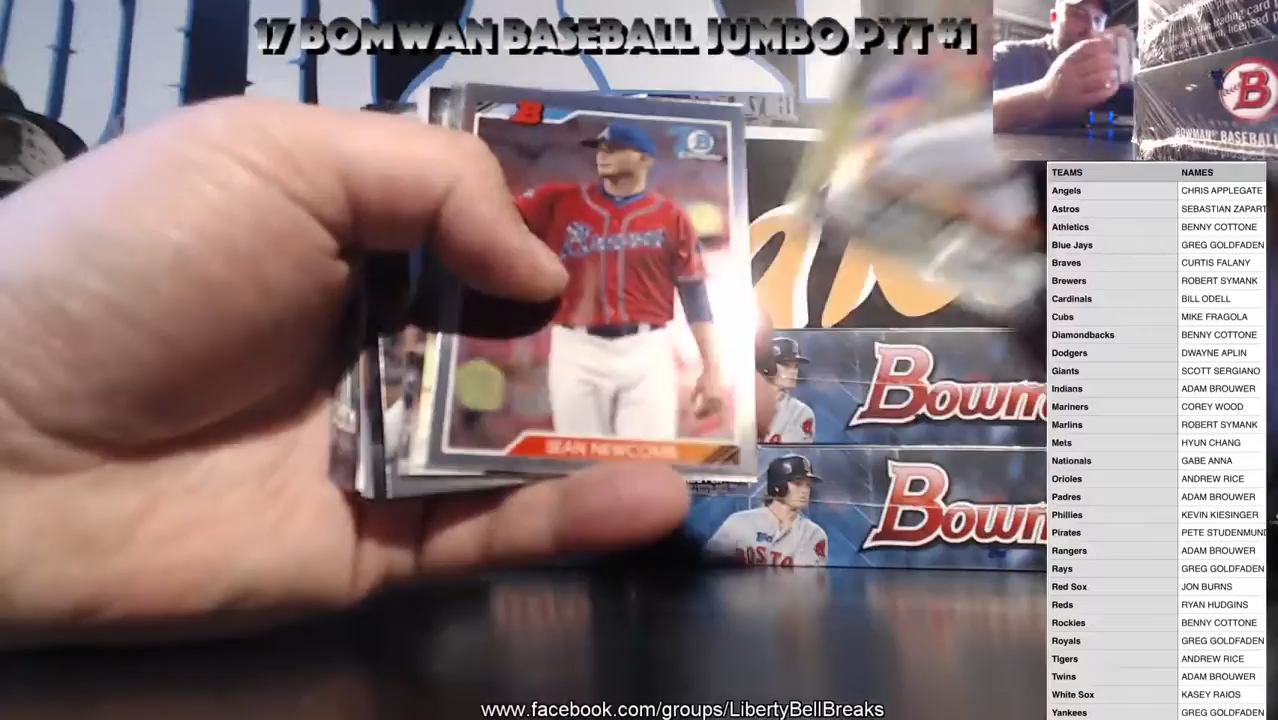 17 BOMWAN BASEBALL JUMBO PYT #1
B
SEAN NEWCOMB
Bowm
Bown
BOSTO
B
BOWMAN BASEBALL
TEAMS NAMES
Angels CHRIS APPLEGATE
Astros SEBASTIAN ZAPART
Athletics BENNY COTTONE
Blue Jays GREG GOLDFADEN
Braves CURTIS FALANY
Brewers ROBERT SYMANK
Cardinals BILL ODELL
Cubs MIKE FRAGOLA
Diamondbacks BENNY COTTONE
Dodgers DWAYNE APLIN
Giants SCOTT SERGIANO
Indians ADAM BROUWER
Mariners COREY WOOD
Marlins ROBERT SYMANK
Mets HYUN CHANG
Nationals GABE ANNA
Orioles ANDREW RICE
Padres ADAM BROUWER
Phillies KEVIN KIESINGER
Pirates PETE STUDENMUND
Rangers ADAM BROUWER
Rays GREG GOLDFADEN
Red Sox JON BURNS
Reds RYAN HUDGINS
Rockies BENNY COTTONE
Royals GREG GOLDFADEN
Tigers ANDREW RICE
Twins ADAM BROUWER
White Sox KASEY RAIOS
Yankees GREG GOLDFADEN
www.facebook.com/groups/LibertyBellBreaks